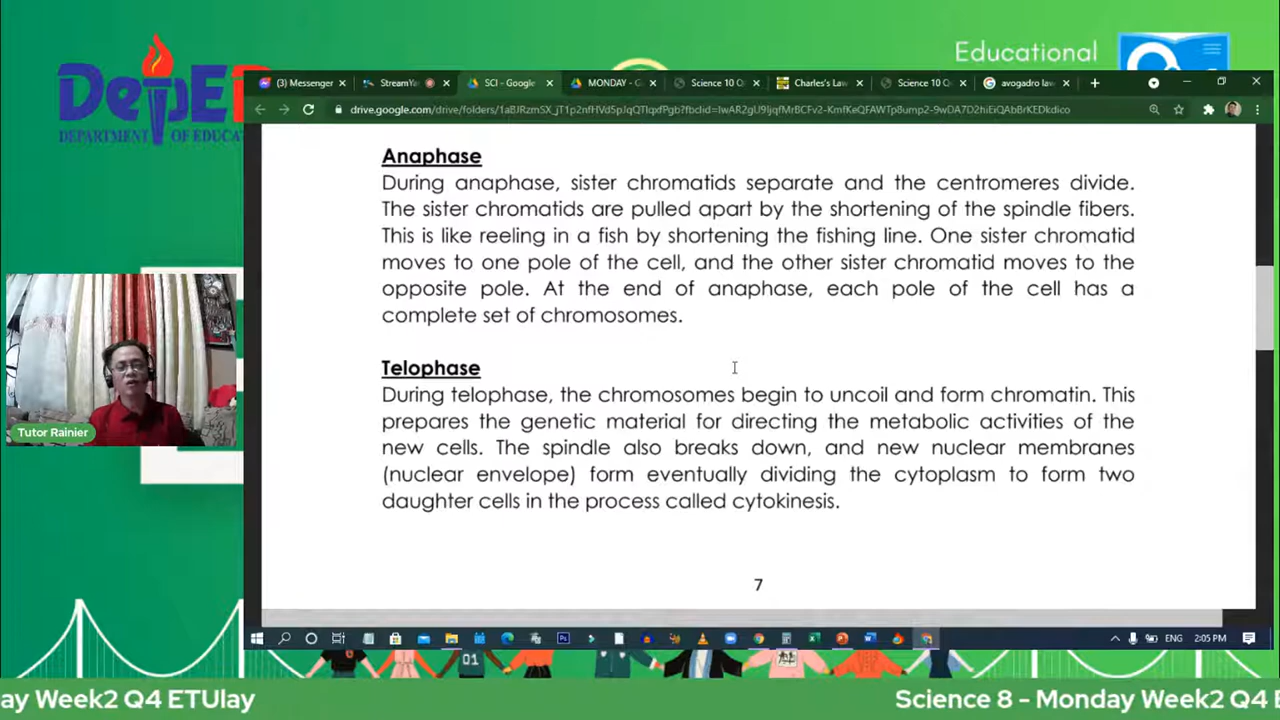 Educational
DepED
DEPARTMENT OF EDUCA
(3) Messenger
StreamYa
SCI - Google
MONDAY - G
Science 10 Q
Charles's Law
Science 10 Q
avogadro law
Anaphase
During anaphase, sister chromatids separate and the centromeres divide.
The sister chromatids are pulled apart by the shortening of the spindle fibers.
This is like reeling in a fish by shortening the fishing line. One sister chromatid
moves to one pole of the cell, and the other sister chromatid moves to the
opposite pole. At the end of anaphase, each pole of the cell has a
complete set of chromosomes.
Telophase
During telophase, the chromosomes begin to uncoil and form chromatin. This
prepares the genetic material for directing the metabolic activities of the
new cells. The spindle also breaks down, and new nuclear membranes
(nuclear envelope) form eventually dividing the cytoplasm to form two
daughter cells in the process called cytokinesis.
7
Tutor Rainier
ENG
2:05 PM
01
ay Week2 Q4 ETUlay
Science 8 - Monday Week2 Q4 E